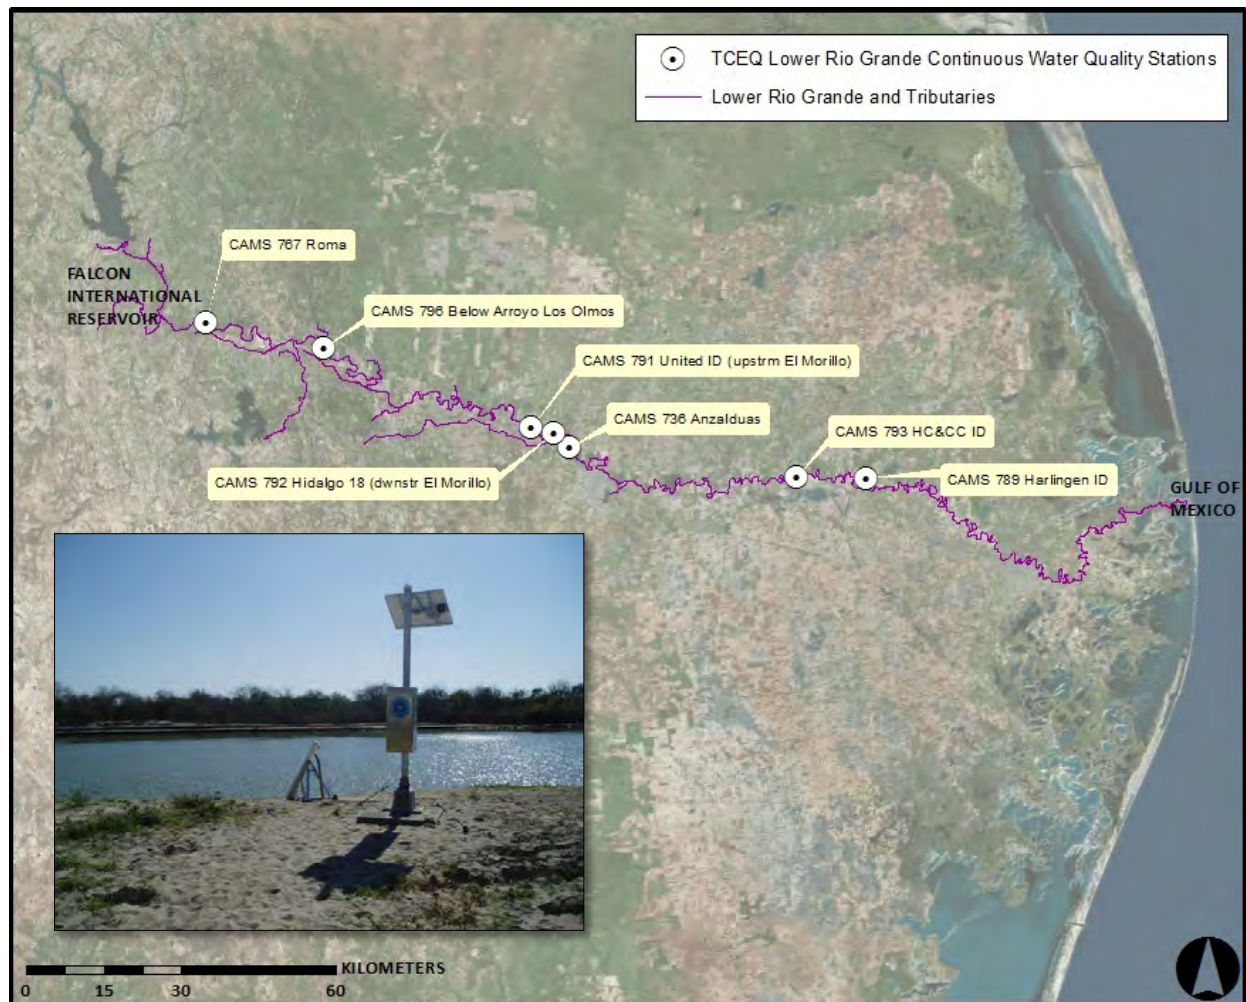 TCEQ Lower Rio Grande Continuous Water Quality Stations
Lower Rio Grande and Tributaries
CAMS 767 Roma
FALCON
INTERNATIONAL
RESERVOIR
CAMS 796 Below Arroyo Los Olmos
CAMS 791 United ID (upstrm El Morillo)
CAMS 736 Anzalduas
CAMS 793 HC&CC ID
CAMS 792 Hidalgo 18 (dwnstr El Morillo)
CAMS 789 Harlingen ID
GULF OF
MEXICO
KILOMETERS
0 15 30 60